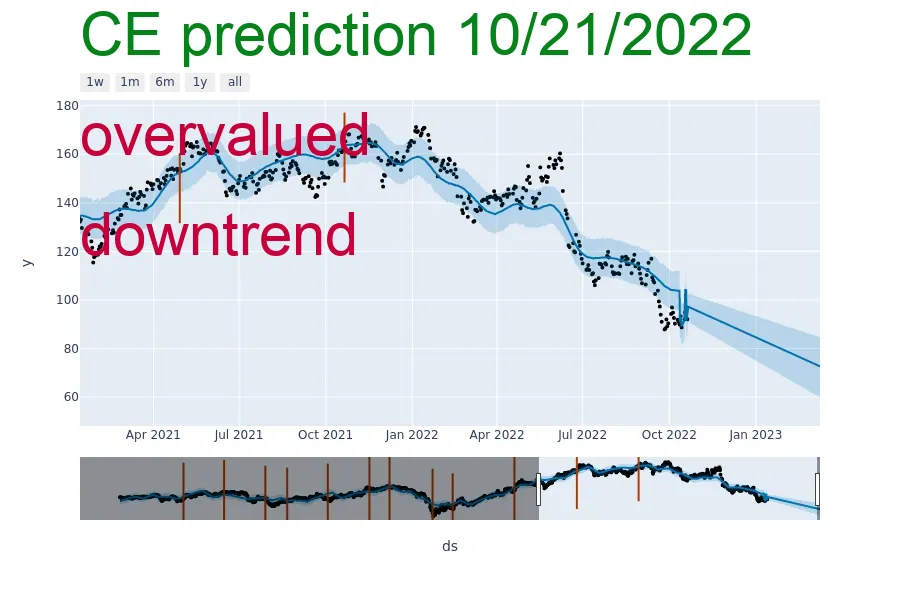 CE prediction 10/21/2022
1w 1m 6m 1y all
overvalued
downtrend
y
180
160
140
120
100
80
60
Apr 2021 Jul 2021 Oct 2021 Jan 2022 Apr 2022 Jul 2022 Oct 2022 Jan 2023
ds